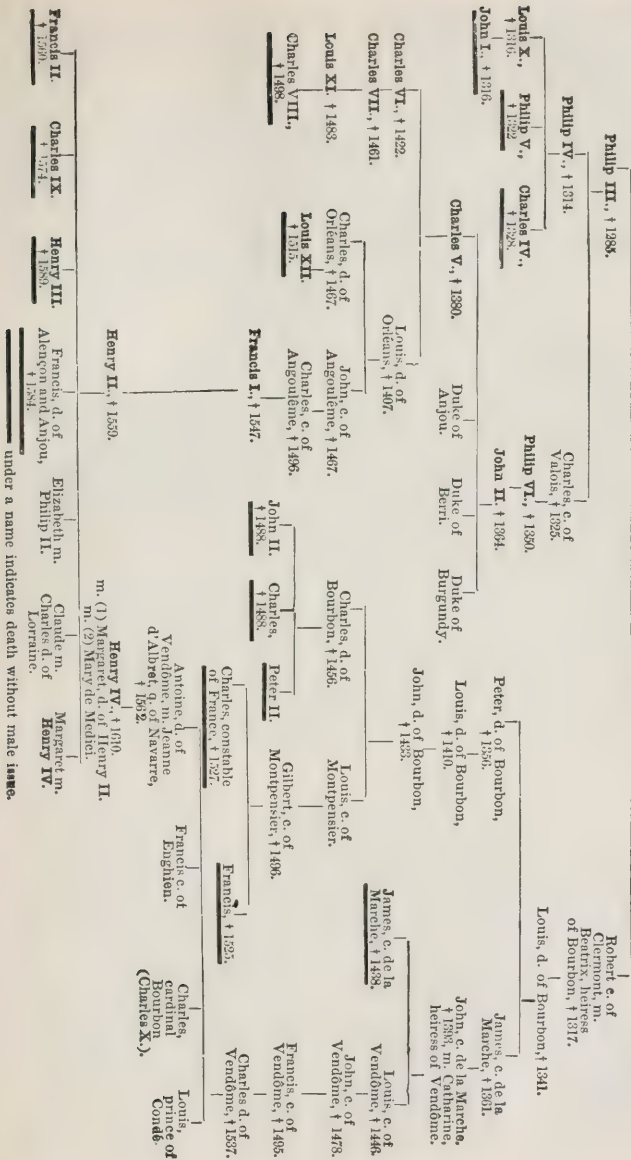 Philip III., † 1285.
Robert c. of
Clermont, m.
Beatrix, heiress
of Bourbon, † 1317.
Philip IV., † 1314.
Charles, c. of
Valois, † 1325.
Louis, d. of Bourbon, † 1341.
Louis X.,
† 1316.
Philip V.,
† 1322
Charles IV.,
† 1328.
John I., † 1316.
Philip VI., † 1350.
John II. † 1364.
Peter, d. of Bourbon,
† 1356.
James, c. de la
Marche, † 1361.
Charles V., † 1380.
Duke of
Anjou.
Duke of
Berri.
Duke of
Burgundy.
Louis, d. of Bourbon,
† 1410.
John, c. de la Marche,
† 1393, m. Catharine,
heiress of Vendôme.
Charles VI., † 1422.
Louis, d. of
Orléans, † 1407.
John, d. of Bourbon,
† 1433.
Charles VII., † 1461.
Charles, d. of
Orléans, † 1467.
John, c. of
Angoulême, † 1467.
Charles, d. of
Bourbon, † 1456.
Louis, c. of
Montpensier.
James, c. de la
Marche, † 1438.
Louis, c. of
Vendôme, † 1446.
Louis XI. † 1483.
Louis XII.
† 1515.
Charles, c. of
Angoulême, † 1496.
John II.
† 1488.
Charles,
† 1488.
Peter II.
Gilbert, c. of
Montpensier, † 1496.
John, c. of
Vendôme, † 1478.
Charles VIII.,
† 1498.
Francis I., † 1547.
Charles, constable
of France, † 1527.
Francis, † 1525.
Francis, c. of
Vendôme, † 1495.
Charles d. of
Vendôme, † 1537.
Henry II., † 1559.
Antoine, d. of
Vendôme, m. Jeanne
d'Albret, q. of Navarre,
† 1562.
Francis c. of
Enghien.
Charles,
cardinal
Bourbon
(Charles X.).
Louis,
prince of
Condé.
Henry IV., † 1610.
m. (1) Margaret, d. of Henry II.
m. (2) Mary de Medici.
Francis II.
† 1560.
Charles IX.
† 1574.
Henry III.
† 1589.
Francis, d. of
Alençon and Anjou,
† 1584.
Elizabeth m.
Philip II.
Claude m.
Charles d. of
Lorraine.
Margaret m.
Henry IV.
under a name indicates death without male issue.